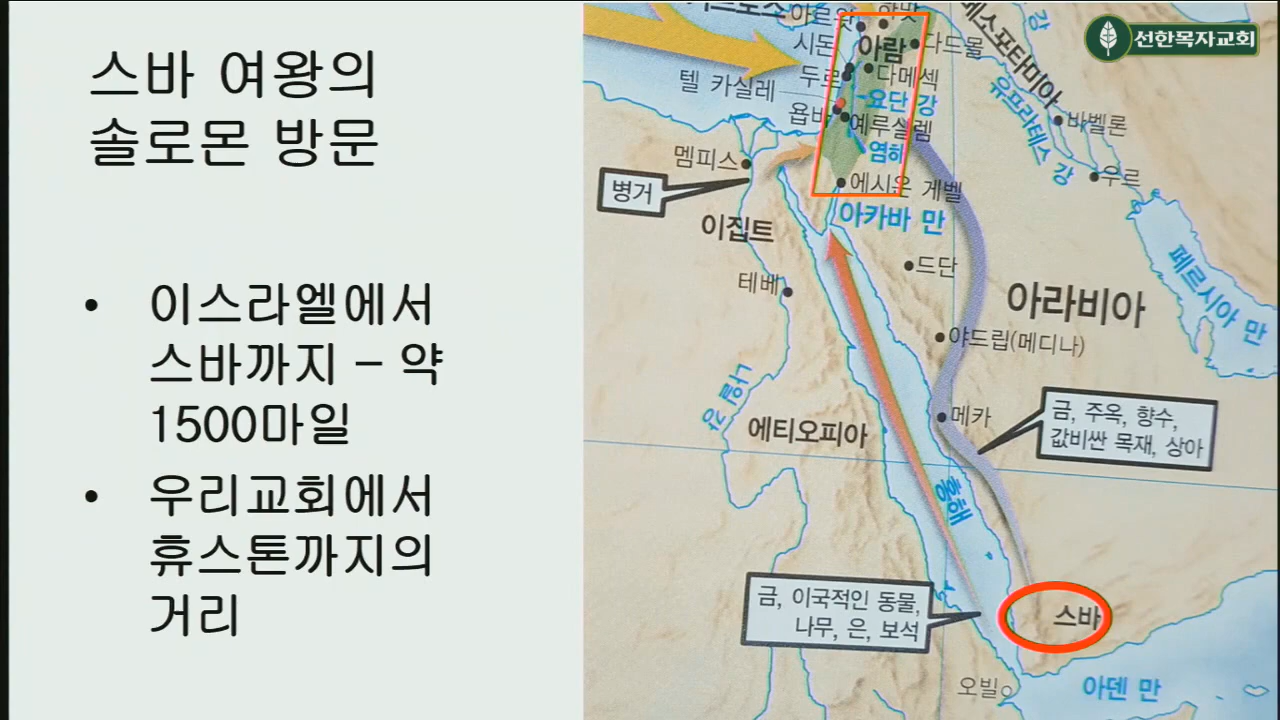 스바 여왕의
솔로몬 방문
• 이스라엘에서
스바까지 – 약
1500마일
• 우리교회에서
휴스톤까지의
거리
선한목자교회
아르왓
하맛
시돈
아람
다드몰
두르
다메섹
텔 카실레
요단 강
욥바
예루살렘
염해
메소포타미아
유프라테스 강
강
바벨론
우르
멤피스
병거
에시온 게벨
아카바 만
이집트
드단
테베
아라비아
페르시아 만
야드립(메디나)
나일 강
메카
금, 주옥, 향수,
값비싼 목재, 상아
에티오피아
홍해
금, 이국적인 동물,
나무, 은, 보석
스바
오빌
아덴 만